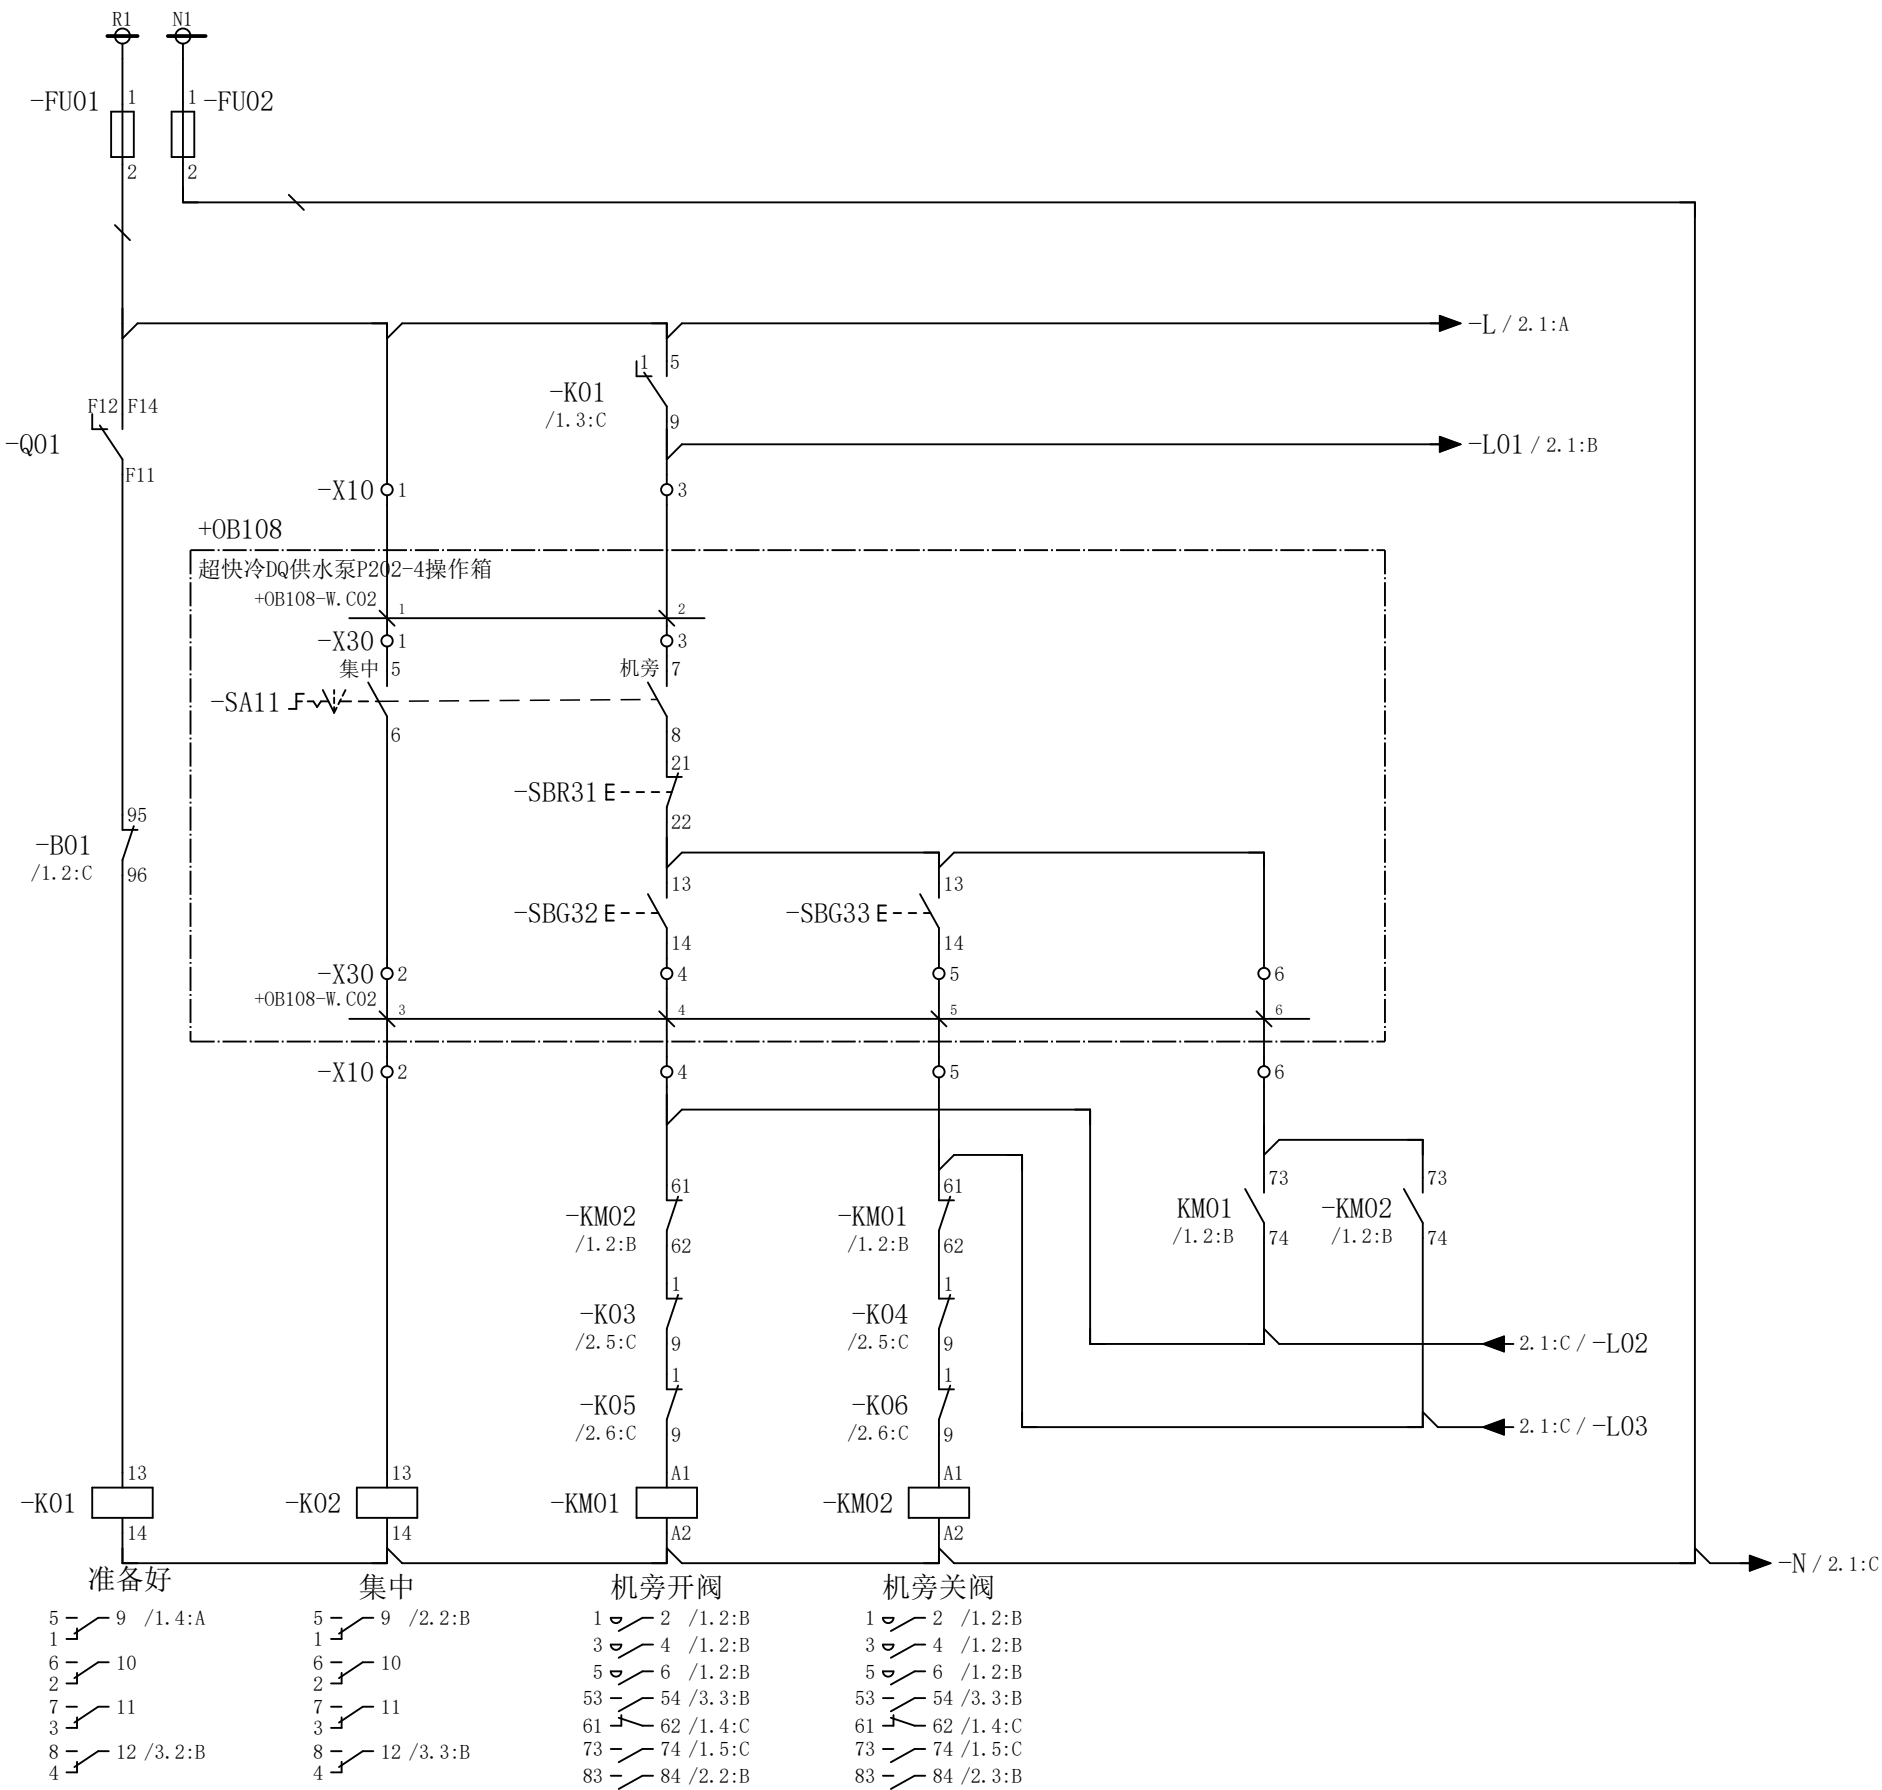 R1 N1
-FU01 1 1 -FU02
2 2
-L / 2.1:A
1 5
-K01
/1.3:C
9
F12 F14
-Q01
F11
-L01 / 2.1:B
-X10 1 3
+OB108
超快冷DQ供水泵P202-4操作箱
+OB108-W.C02 1 2
-X30 1 3
集中 5 机旁 7
-SA11
6 8
21
-SBR31
22
95
-B01
/1.2:C 96
13 13
-SBG32 -SBG33
14 14
-X30 2 4 5 6
+OB108-W.C02 3 4 5 6
-X10 2 4 5 6
61 61 73 73
-KM02 -KM01 KM01 -KM02
/1.2:B /1.2:B /1.2:B /1.2:B
62 62 74 74
1 1
-K03 -K04
/2.5:C /2.5:C
9 9
2.1:C / -L02
1 1
-K05 -K06
/2.6:C /2.6:C
9 9
2.1:C / -L03
13 13 A1 A1
-K01 -K02 -KM01 -KM02
14 14 A2 A2
-N / 2.1:C
准备好 集中 机旁开阀 机旁关阀
5 9 /1.4:A
1
6 10
2
7 11
3
8 12 /3.2:B
4
5 9 /2.2:B
1
6 10
2
7 11
3
8 12 /3.3:B
4
1 2 /1.2:B
3 4 /1.2:B
5 6 /1.2:B
53 54 /3.3:B
61 62 /1.4:C
73 74 /1.5:C
83 84 /2.2:B
1 2 /1.2:B
3 4 /1.2:B
5 6 /1.2:B
53 54 /3.3:B
61 62 /1.4:C
73 74 /1.5:C
83 84 /2.3:B